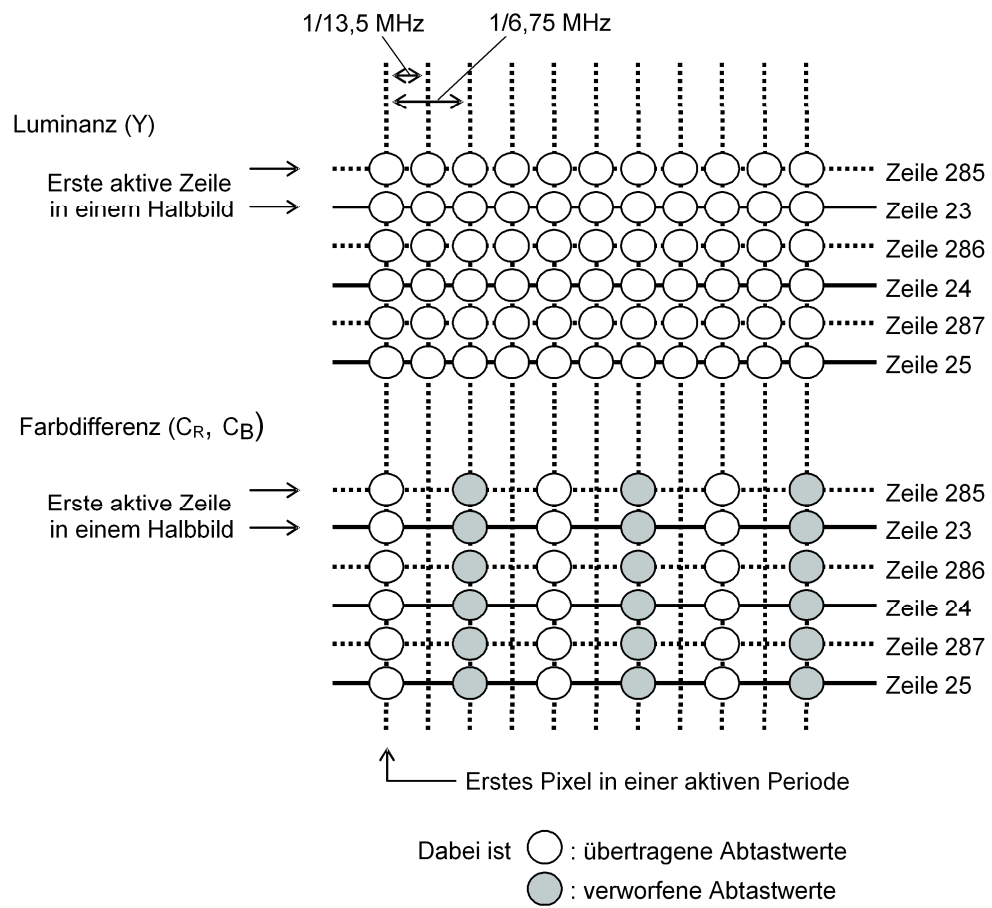 1/13,5 MHz
1/6,75 MHz
Luminanz (Y)
Erste aktive Zeile
in einem Halbbild
Zeile 285
Zeile 23
Zeile 286
Zeile 24
Zeile 287
Zeile 25
Farbdifferenz (CR, CB)
Erste aktive Zeile
in einem Halbbild
Zeile 285
Zeile 23
Zeile 286
Zeile 24
Zeile 287
Zeile 25
Erstes Pixel in einer aktiven Periode
Dabei ist : übertragene Abtastwerte
: verworfene Abtastwerte